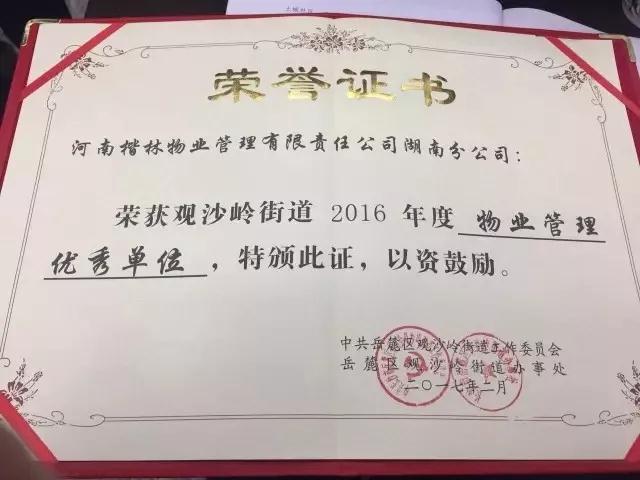 荣誉证书
河南楷林物业管理有限责任公司湖南分公司：
荣获观沙岭街道 2016 年度 物业管理
优秀单位 ，特颁此证，以资鼓励。
中共岳麓区观沙岭街道工作委员会
岳麓区观沙岭街道办事处
二〇一七年二月